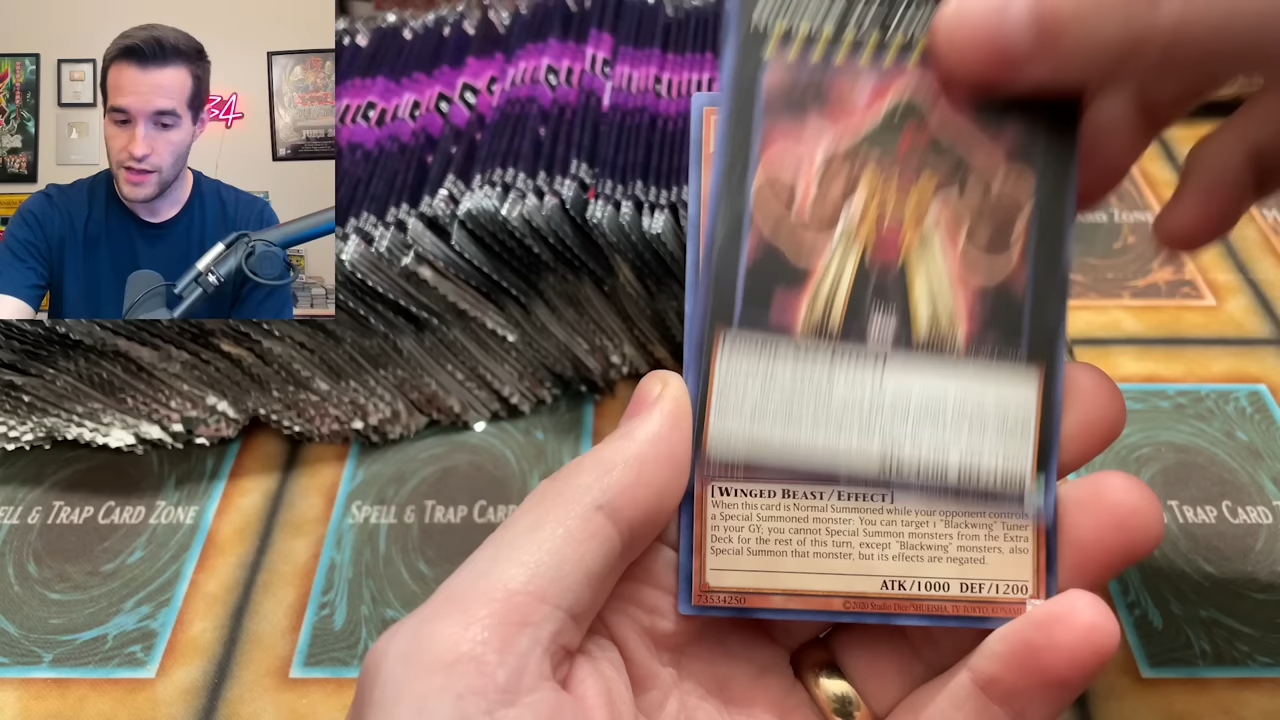 34
[WINGED BEAST/EFFECT]
When this card is Normal Summoned while your opponent controls
a Special Summoned monster: You can target 1 "Blackwing" Tuner
in your GY; you cannot Special Summon monsters from the Extra
Deck for the rest of this turn, except "Blackwing" monsters, also
Special Summon that monster, but its effects are negated.
ATK/1000 DEF/1200
73534250
©2020 Studio Dice/SHUEISHA, TV TOKYO, KONAMI
CARD ZONE
SPELL & TRAP CARD ZONE
SPELL & TRAP CARD
TRAP CARD